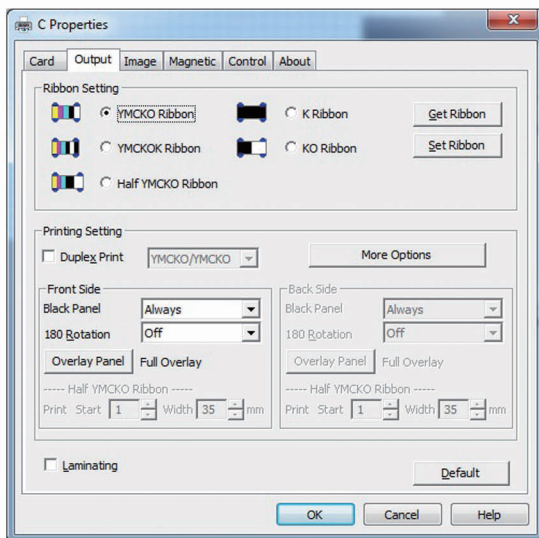 C Properties
Card Output Image Magnetic Control About
Ribbon Setting
YMCKO Ribbon K Ribbon Get Ribbon
YMCKOK Ribbon KO Ribbon Set Ribbon
Half YMCKO Ribbon
Printing Setting
Duplex Print YMCKO/YMCKO More Options
Front Side Back Side
Black Panel Always Black Panel Always
180 Rotation Off 180 Rotation Off
Overlay Panel Full Overlay Overlay Panel Full Overlay
----- Half YMCKO Ribbon ----- ----- Half YMCKO Ribbon -----
Print Start 1 Width 35 mm Print Start 1 Width 35 mm
Laminating Default
OK Cancel Help